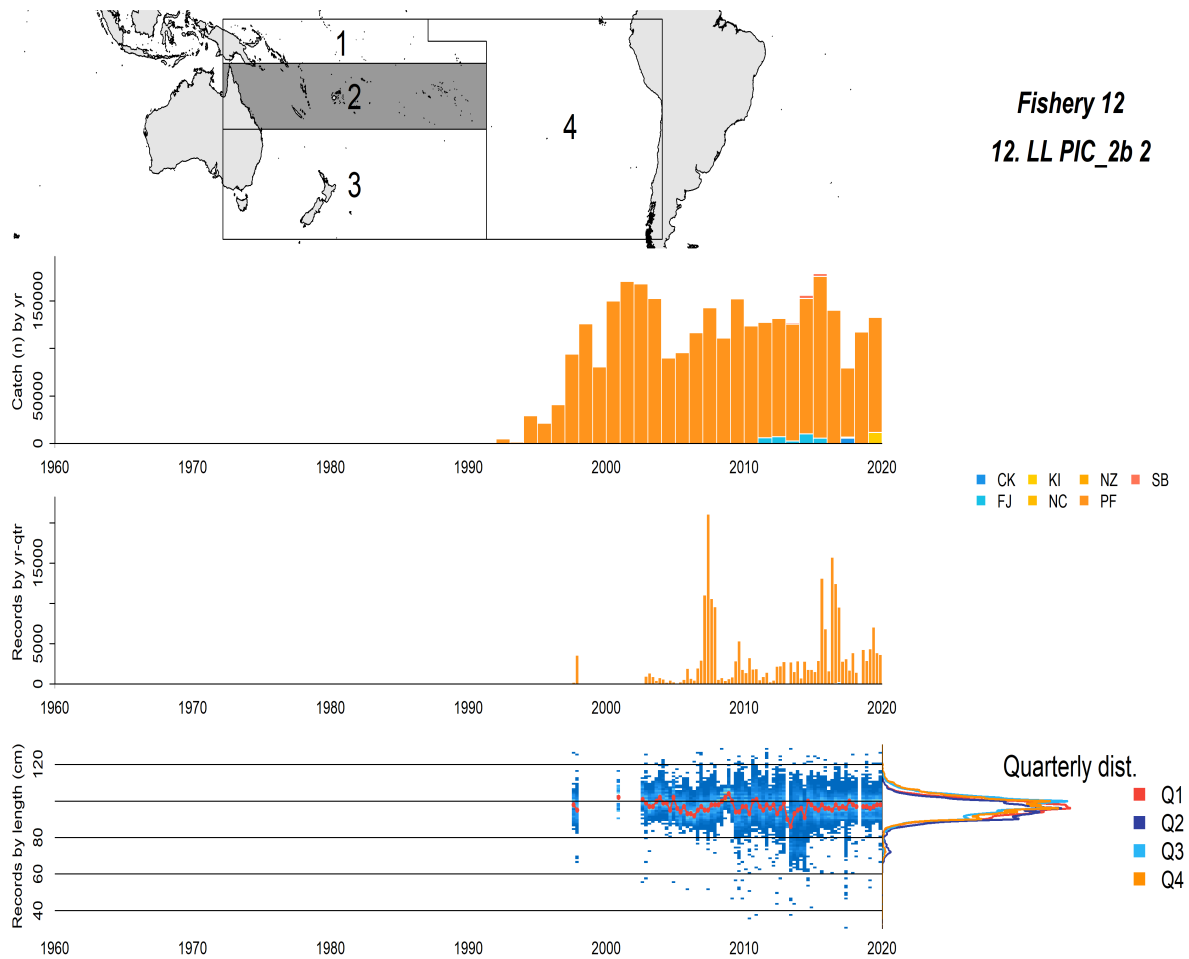 1
2
3
4
Fishery 12
12. LL PIC_2b 2
Catch (n) by yr
0 50000 150000
1960 1970 1980 1990 2000 2010 2020
CK KI NZ SB
FJ NC PF
Records by yr-qtr
0 5000 15000
1960 1970 1980 1990 2000 2010 2020
Records by length (cm)
40 60 80 120
1960 1970 1980 1990 2000 2010 2020
Quarterly dist.
Q1
Q2
Q3
Q4